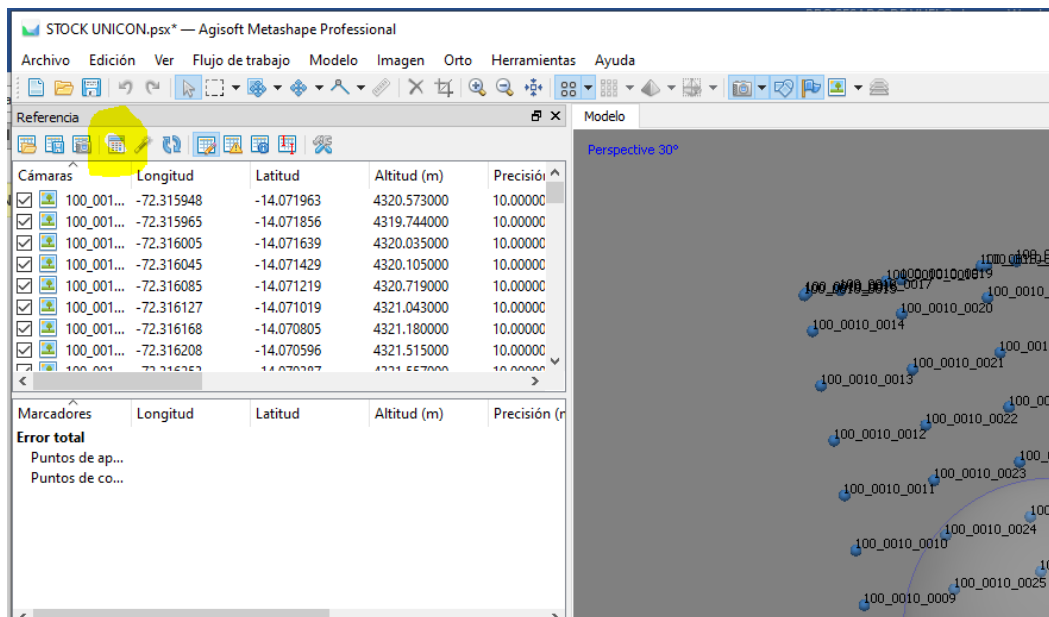 STOCK UNICON.psx* — Agisoft Metashape Professional
Archivo Edición Ver Flujo de trabajo Modelo Imagen Orto Herramientas Ayuda
Referencia
Modelo
Perspective 30°
Cámaras Longitud Latitud Altitud (m) Precisión
100_001... -72.315948 -14.071963 4320.573000 10.00000
100_001... -72.315965 -14.071856 4319.744000 10.00000
100_001... -72.316005 -14.071639 4320.035000 10.00000
100_001... -72.316045 -14.071429 4320.105000 10.00000
100_001... -72.316085 -14.071219 4320.719000 10.00000
100_001... -72.316127 -14.071019 4321.043000 10.00000
100_001... -72.316168 -14.070805 4321.180000 10.00000
100_001... -72.316208 -14.070596 4321.515000 10.00000
Marcadores Longitud Latitud Altitud (m) Precisión (r
Error total
Puntos de ap...
Puntos de co...
100_0010_0020
100_0010_
100_0010_0014
100_001
100_0010_0021
100_0010_0013
100_00
100_0010_0022
100_0010_0012
100_0010_0023
100_0010_0011
100_0010_0024
100_0010_0010
100_0010_0025
100_0010_0009